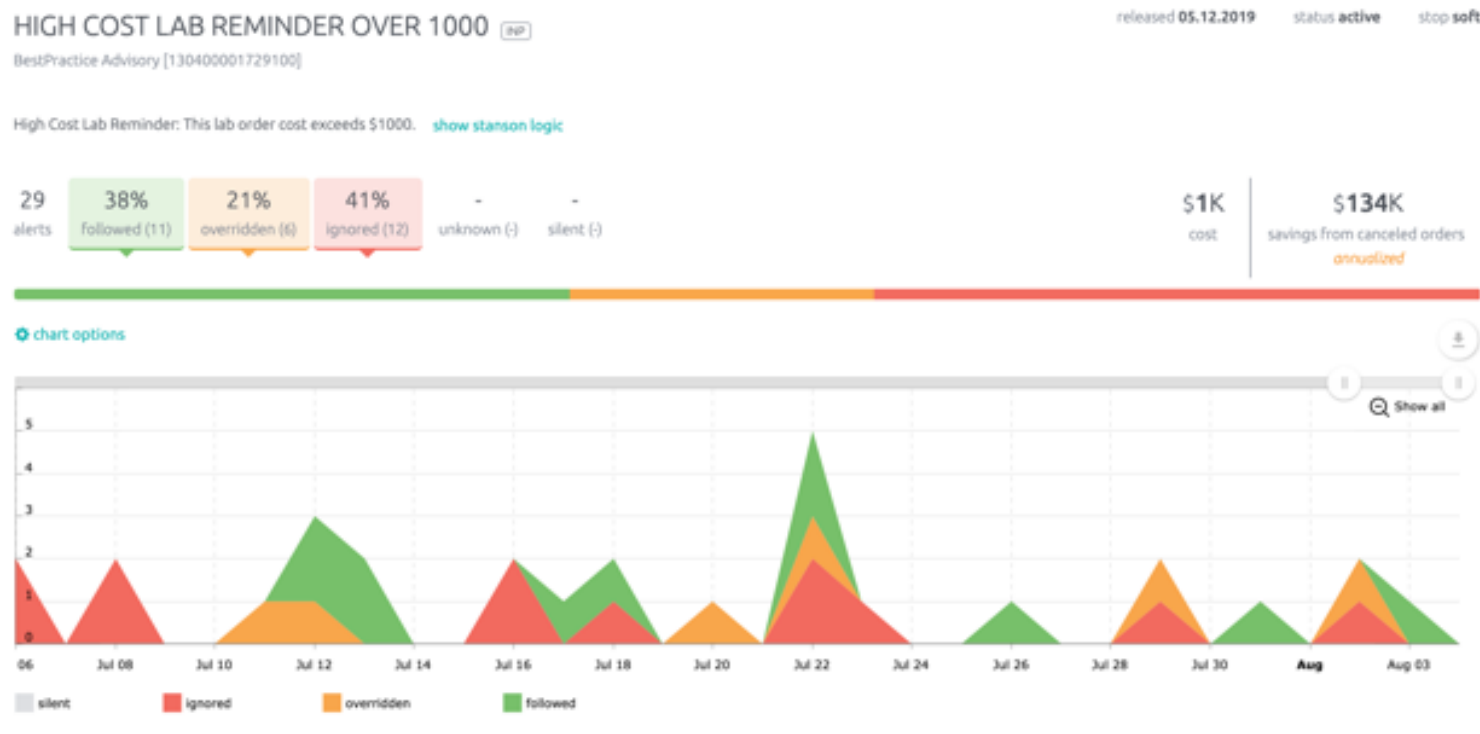 HIGH COST LAB REMINDER OVER 1000 INP
released 05.12.2019 status active stop soft
BestPractice Advisory [130400001729100]
High Cost Lab Reminder: This lab order cost exceeds $1000. show stanson logic
29 38% 21% 41% - - $1K $134K
alerts followed (11) overridden (6) ignored (12) unknown (-) silent (-) cost savings from canceled orders
annualized
chart options
Show all
5
4
3
2
1
0
06 Jul 08 Jul 10 Jul 12 Jul 14 Jul 16 Jul 18 Jul 20 Jul 22 Jul 24 Jul 26 Jul 28 Jul 30 Aug Aug 03
silent ignored overridden followed